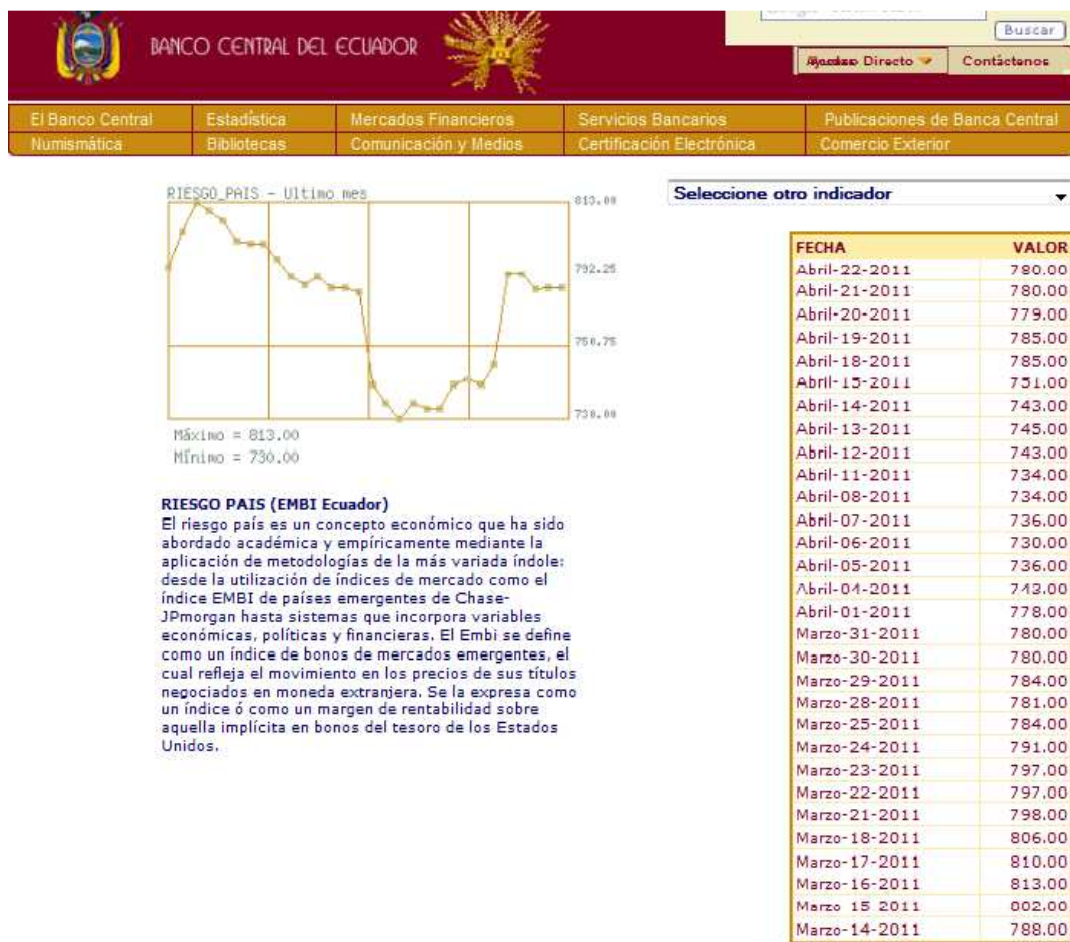 BANCO CENTRAL DEL ECUADOR
Buscar
Directo
Contáctenos
El Banco Central Estadística Mercados Financieros Servicios Bancarios Publicaciones de Banca Central
Numismática Bibliotecas Comunicación y Medios Certificación Electrónica Comercio Exterior
RIESGO_PAIS - Ultimo mes
813.00
792.25
750.75
730.00
Máximo = 813.00
Mínimo = 730.00
RIESGO PAIS (EMBI Ecuador)
El riesgo país es un concepto económico que ha sido
abordado académica y empíricamente mediante la
aplicación de metodologías de la más variada índole:
desde la utilización de índices de mercado como el
índice EMBI de países emergentes de Chase-
JPmorgan hasta sistemas que incorpora variables
económicas, políticas y financieras. El Embi se define
como un índice de bonos de mercados emergentes, el
cual refleja el movimiento en los precios de sus títulos
negociados en moneda extranjera. Se la expresa como
un índice ó como un margen de rentabilidad sobre
aquella implícita en bonos del tesoro de los Estados
Unidos.
Seleccione otro indicador
FECHA VALOR
Abril-22-2011 780.00
Abril-21-2011 780.00
Abril-20-2011 779.00
Abril-19-2011 785.00
Abril-18-2011 785.00
Abril-15-2011 751.00
Abril-14-2011 743.00
Abril-13-2011 745.00
Abril-12-2011 743.00
Abril-11-2011 734.00
Abril-08-2011 734.00
Abril-07-2011 736.00
Abril-06-2011 730.00
Abril-05-2011 736.00
Abril-04-2011 743.00
Abril-01-2011 778.00
Marzo-31-2011 780.00
Marzo-30-2011 780.00
Marzo-29-2011 784.00
Marzo-28-2011 781.00
Marzo-25-2011 784.00
Marzo-24-2011 791.00
Marzo-23-2011 797.00
Marzo-22-2011 797.00
Marzo-21-2011 798.00
Marzo-18-2011 806.00
Marzo-17-2011 810.00
Marzo-16-2011 813.00
Marzo 15 2011 802.00
Marzo-14-2011 788.00